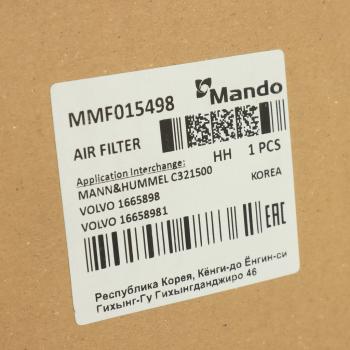 MMF015498
Mando
AIR FILTER
HH 1 PCS
Application Interchange:
MANN&HUMMEL C321500
KOREA
VOLVO 1665898
VOLVO 16658981
EAC
Республика Корея, Кёнги-до Ёнгин-си
Гихынг-Гу Гихынгданджиро 46